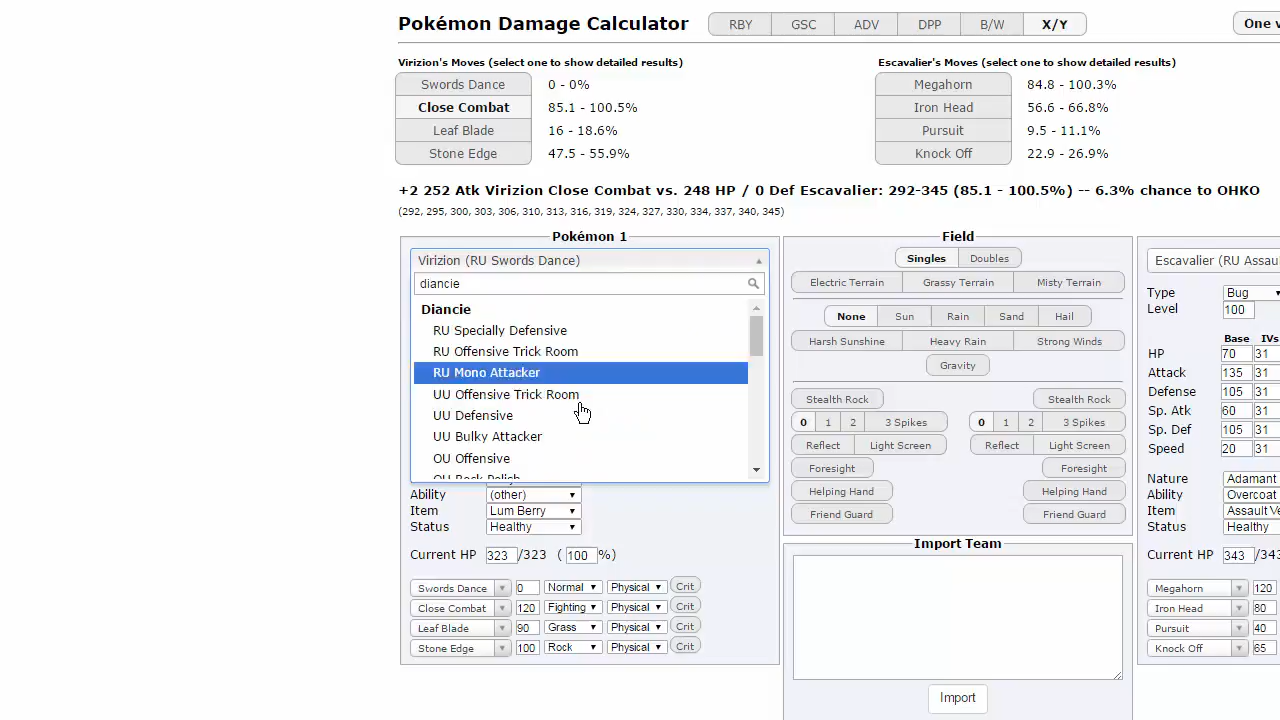 Pokémon Damage Calculator RBY GSC ADV DPP B/W X/Y One v
Virizion's Moves (select one to show detailed results)
Swords Dance 0 - 0%
Close Combat 85.1 - 100.5%
Leaf Blade 16 - 18.6%
Stone Edge 47.5 - 55.9%
Escavalier's Moves (select one to show detailed results)
Megahorn 84.8 - 100.3%
Iron Head 56.6 - 66.8%
Pursuit 9.5 - 11.1%
Knock Off 22.9 - 26.9%
+2 252 Atk Virizion Close Combat vs. 248 HP / 0 Def Escavalier: 292-345 (85.1 - 100.5%) -- 6.3% chance to OHKO
(292, 295, 300, 303, 306, 310, 313, 316, 319, 324, 327, 330, 334, 337, 340, 345)
Pokémon 1
Virizion (RU Swords Dance)
diancie
Diancie
RU Specially Defensive
RU Offensive Trick Room
RU Mono Attacker
UU Offensive Trick Room
UU Defensive
UU Bulky Attacker
OU Offensive
OU Rock Polish
Ability (other)
Item Lum Berry
Status Healthy
Current HP 323 /323 ( 100 %)
Swords Dance 0 Normal Physical Crit
Close Combat 120 Fighting Physical Crit
Leaf Blade 90 Grass Physical Crit
Stone Edge 100 Rock Physical Crit
Field
Singles Doubles
Electric Terrain Grassy Terrain Misty Terrain
None Sun Rain Sand Hail
Harsh Sunshine Heavy Rain Strong Winds
Gravity
Stealth Rock Stealth Rock
0 1 2 3 Spikes 0 1 2 3 Spikes
Reflect Light Screen Reflect Light Screen
Foresight Foresight
Helping Hand Helping Hand
Friend Guard Friend Guard
Import Team
Import
Escavalier (RU Assau
Type Bug
Level 100
Base IVs
HP 70 31
Attack 135 31
Defense 105 31
Sp. Atk 60 31
Sp. Def 105 31
Speed 20 31
Nature Adamant
Ability Overcoat
Item Assault Ve
Status Healthy
Current HP 343 /343
Megahorn 120
Iron Head 80
Pursuit 40
Knock Off 65